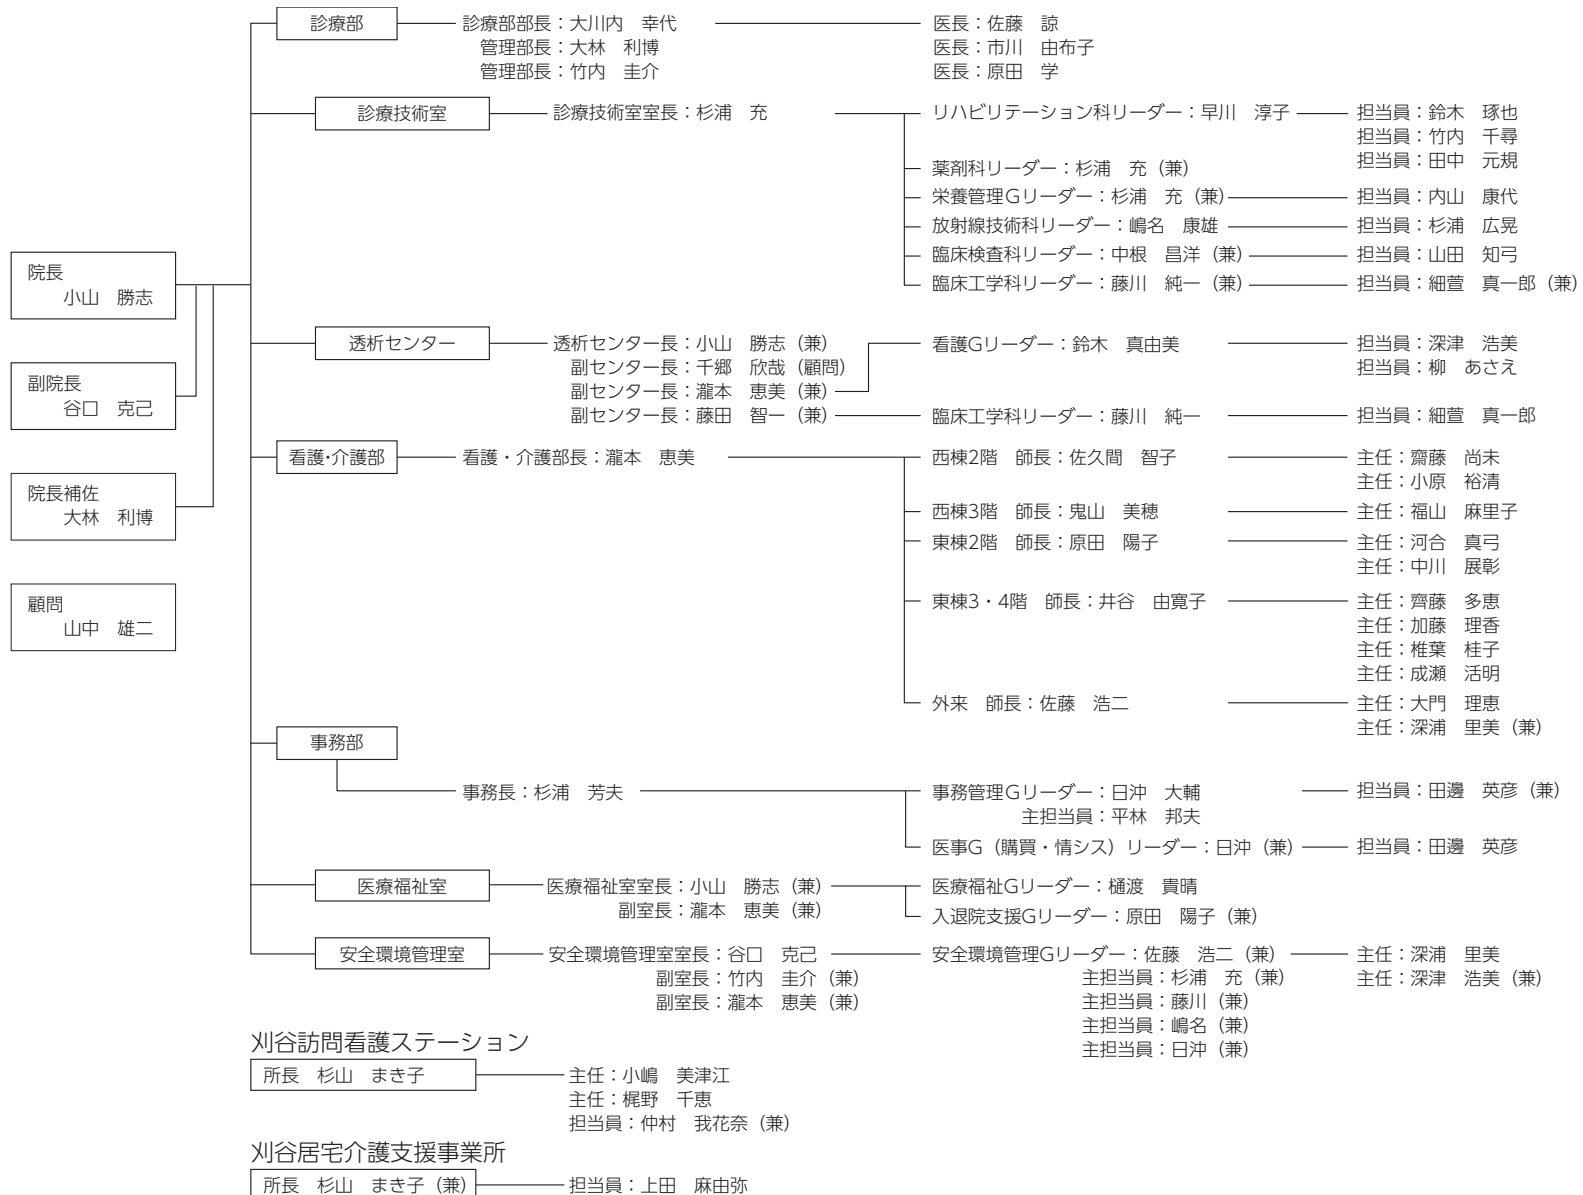 診療部
診療部部長：大川内　幸代
管理部長：大林　利博
管理部長：竹内　圭介
医長：佐藤　諒
医長：市川　由布子
医長：原田　学
診療技術室
診療技術室室長：杉浦　充
リハビリテーション科リーダー：早川　淳子
担当員：鈴木　琢也
担当員：竹内　千尋
担当員：田中　元規
薬剤科リーダー：杉浦　充（兼）
栄養管理Gリーダー：杉浦　充（兼）
担当員：内山　康代
放射線技術科リーダー：嶋名　康雄
担当員：杉浦　広晃
臨床検査科リーダー：中根　昌洋（兼）
担当員：山田　知弓
臨床工学科リーダー：藤川　純一（兼）
担当員：細萱　真一郎（兼）
院長
小山　勝志
副院長
谷口　克己
院長補佐
大林　利博
顧問
山中　雄二
透析センター
透析センター長：小山　勝志（兼）
副センター長：千郷　欣哉（顧問）
副センター長：瀧本　恵美（兼）
副センター長：藤田　智一（兼）
看護Gリーダー：鈴木　真由美
担当員：深津　浩美
担当員：柳　あさえ
臨床工学科リーダー：藤川　純一
担当員：細萱　真一郎
看護・介護部
看護・介護部長：瀧本　恵美
西棟2階　師長：佐久間　智子
主任：齋藤　尚未
主任：小原　裕清
西棟3階　師長：鬼山　美穂
主任：福山　麻里子
東棟2階　師長：原田　陽子
主任：河合　真弓
主任：中川　展彰
東棟3・4階　師長：井谷　由寛子
主任：齊藤　多恵
主任：加藤　理香
主任：椎葉　桂子
主任：成瀬　活明
外来　師長：佐藤　浩二
主任：大門　理恵
主任：深浦　里美（兼）
事務部
事務長：杉浦　芳夫
事務管理Gリーダー：日沖　大輔
主担当員：平林　邦夫
担当員：田邊　英彦（兼）
医事G（購買・情シス）リーダー：日沖（兼）
担当員：田邊　英彦
医療福祉室
医療福祉室室長：小山　勝志（兼）
副室長：瀧本　恵美（兼）
医療福祉Gリーダー：樋渡　貴晴
入退院支援Gリーダー：原田　陽子（兼）
安全環境管理室
安全環境管理室室長：谷口　克己
副室長：竹内　圭介（兼）
副室長：瀧本　恵美（兼）
安全環境管理Gリーダー：佐藤　浩二（兼）
主担当員：杉浦　充（兼）
主担当員：藤川（兼）
主担当員：嶋名（兼）
主担当員：日沖（兼）
主任：深浦　里美
主任：深津　浩美（兼）
刈谷訪問看護ステーション
所長　杉山　まき子
主任：小嶋　美津江
主任：梶野　千恵
担当員：仲村　我花奈（兼）
刈谷居宅介護支援事業所
所長　杉山　まき子（兼）
担当員：上田　麻由弥